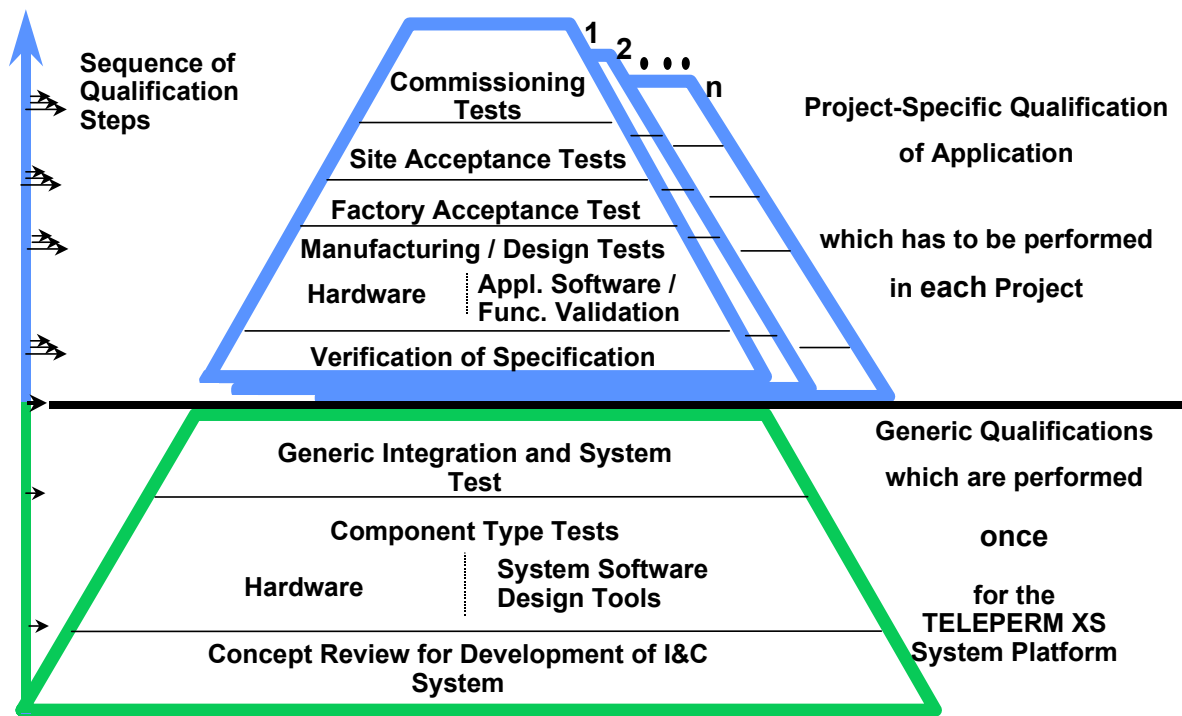 Sequence of
Qualification
Steps
1
2
• • •
n
Commissioning
Tests
Site Acceptance Tests
Factory Acceptance Test
Manufacturing / Design Tests
Hardware
Appl. Software /
Func. Validation
Verification of Specification
Project-Specific Qualification
of Application
which has to be performed
in each Project
Generic Integration and System
Test
Component Type Tests
Hardware
System Software
Design Tools
Concept Review for Development of I&C
System
Generic Qualifications
which are performed
once
for the
TELEPERM XS
System Platform